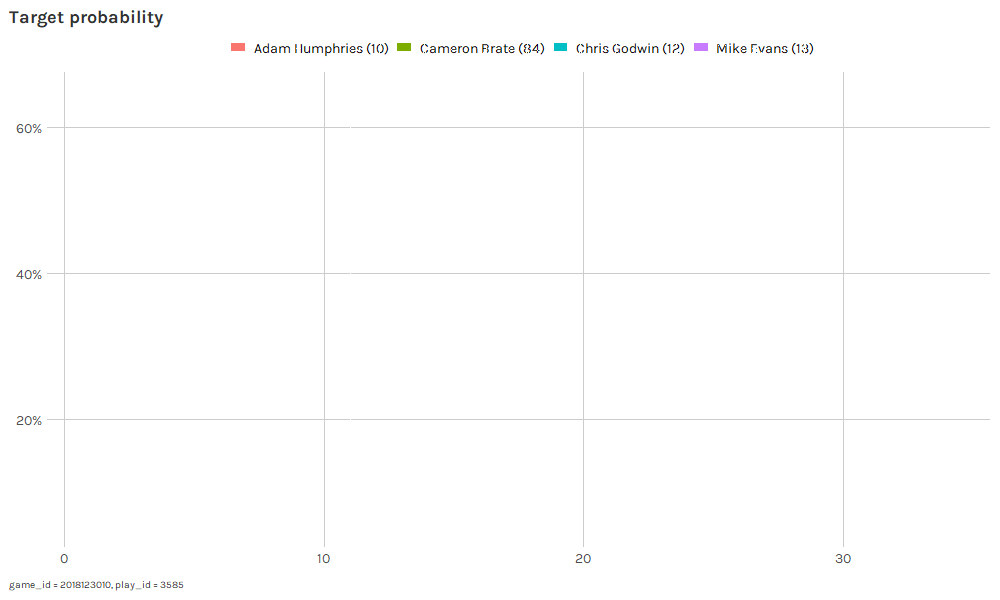 Target probability
Adam Humphries (10) Cameron Brate (84) Chris Godwin (12) Mike Evans (13)
60%
40%
20%
0 10 20 30
game_id = 2018123010, play_id = 3585